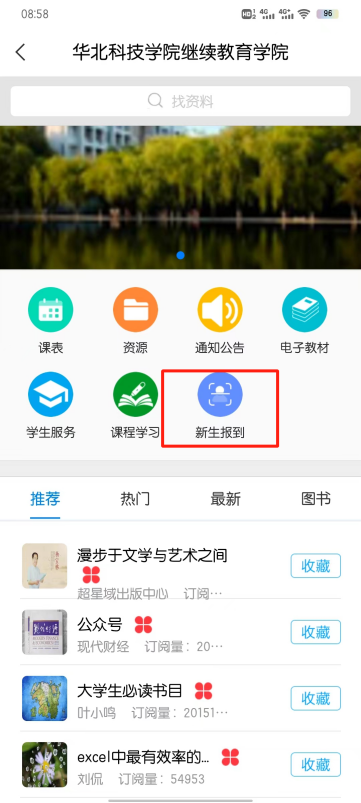 08:58
HD 1 2 4G 4G+ 96
华北科技学院继续教育学院
找资料
课表 资源 通知公告 电子教材
学生服务 课程学习 新生报到
推荐 热门 最新 图书
漫步于文学与艺术之间
收藏
超星域出版中心 订阅…
公众号
收藏
现代财经 订阅量：20…
大学生必读书目
收藏
叶小鸣 订阅量：20151…
excel中最有效率的...
收藏
刘侃 订阅量：54953